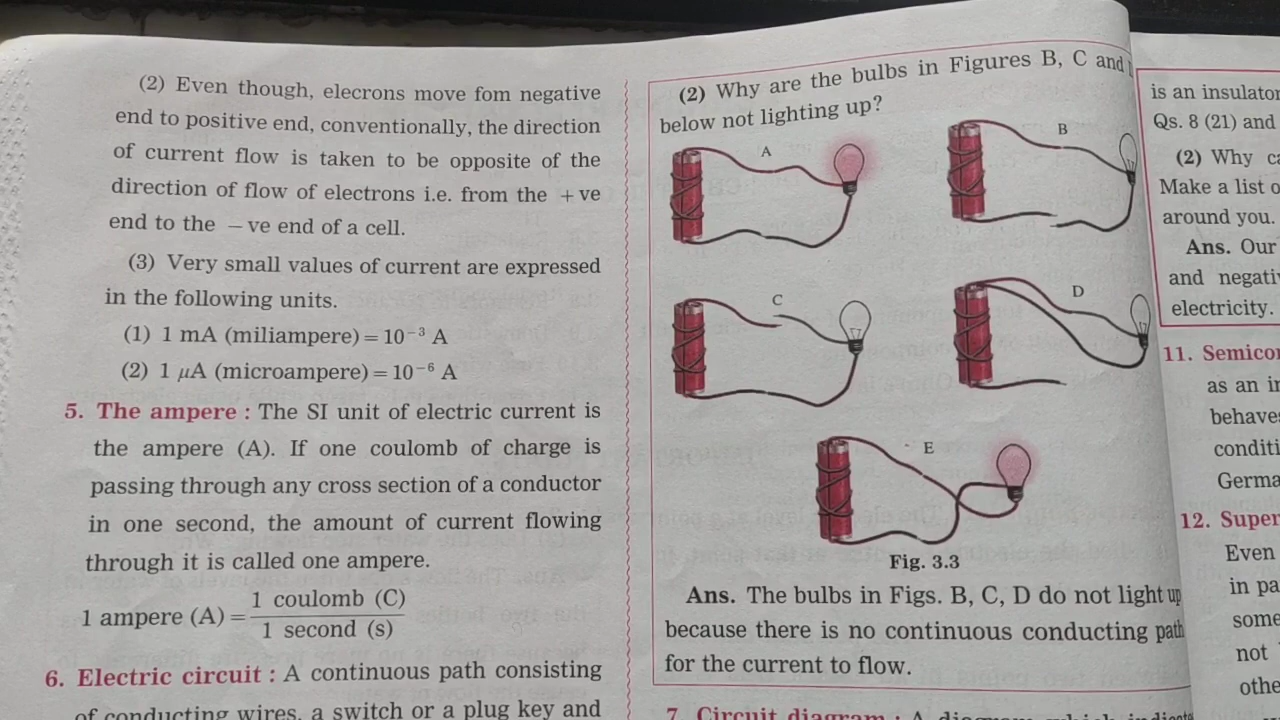 (2) Even though, elecrons move fom negative
end to positive end, conventionally, the direction
of current flow is taken to be opposite of the
direction of flow of electrons i.e. from the +ve
end to the −ve end of a cell.
(3) Very small values of current are expressed
in the following units.
(1) 1 mA (miliampere) = 10⁻³ A
(2) 1 μA (microampere) = 10⁻⁶ A
5. The ampere : The SI unit of electric current is
the ampere (A). If one coulomb of charge is
passing through any cross section of a conductor
in one second, the amount of current flowing
through it is called one ampere.
1 ampere (A) = 1 coulomb (C)
1 second (s)
6. Electric circuit : A continuous path consisting
of conducting wires, a switch or a plug key and
(2) Why are the bulbs in Figures B, C and
below not lighting up?
A
B
C
D
E
Fig. 3.3
Ans. The bulbs in Figs. B, C, D do not light up
because there is no continuous conducting path
for the current to flow.
7. Circuit diagram : A diagram which
is an insulator
Qs. 8 (21) and
(2) Why
Make a list
around you.
Ans. Our
and
electricity.
11.
as an
12.
Even
in
some
not